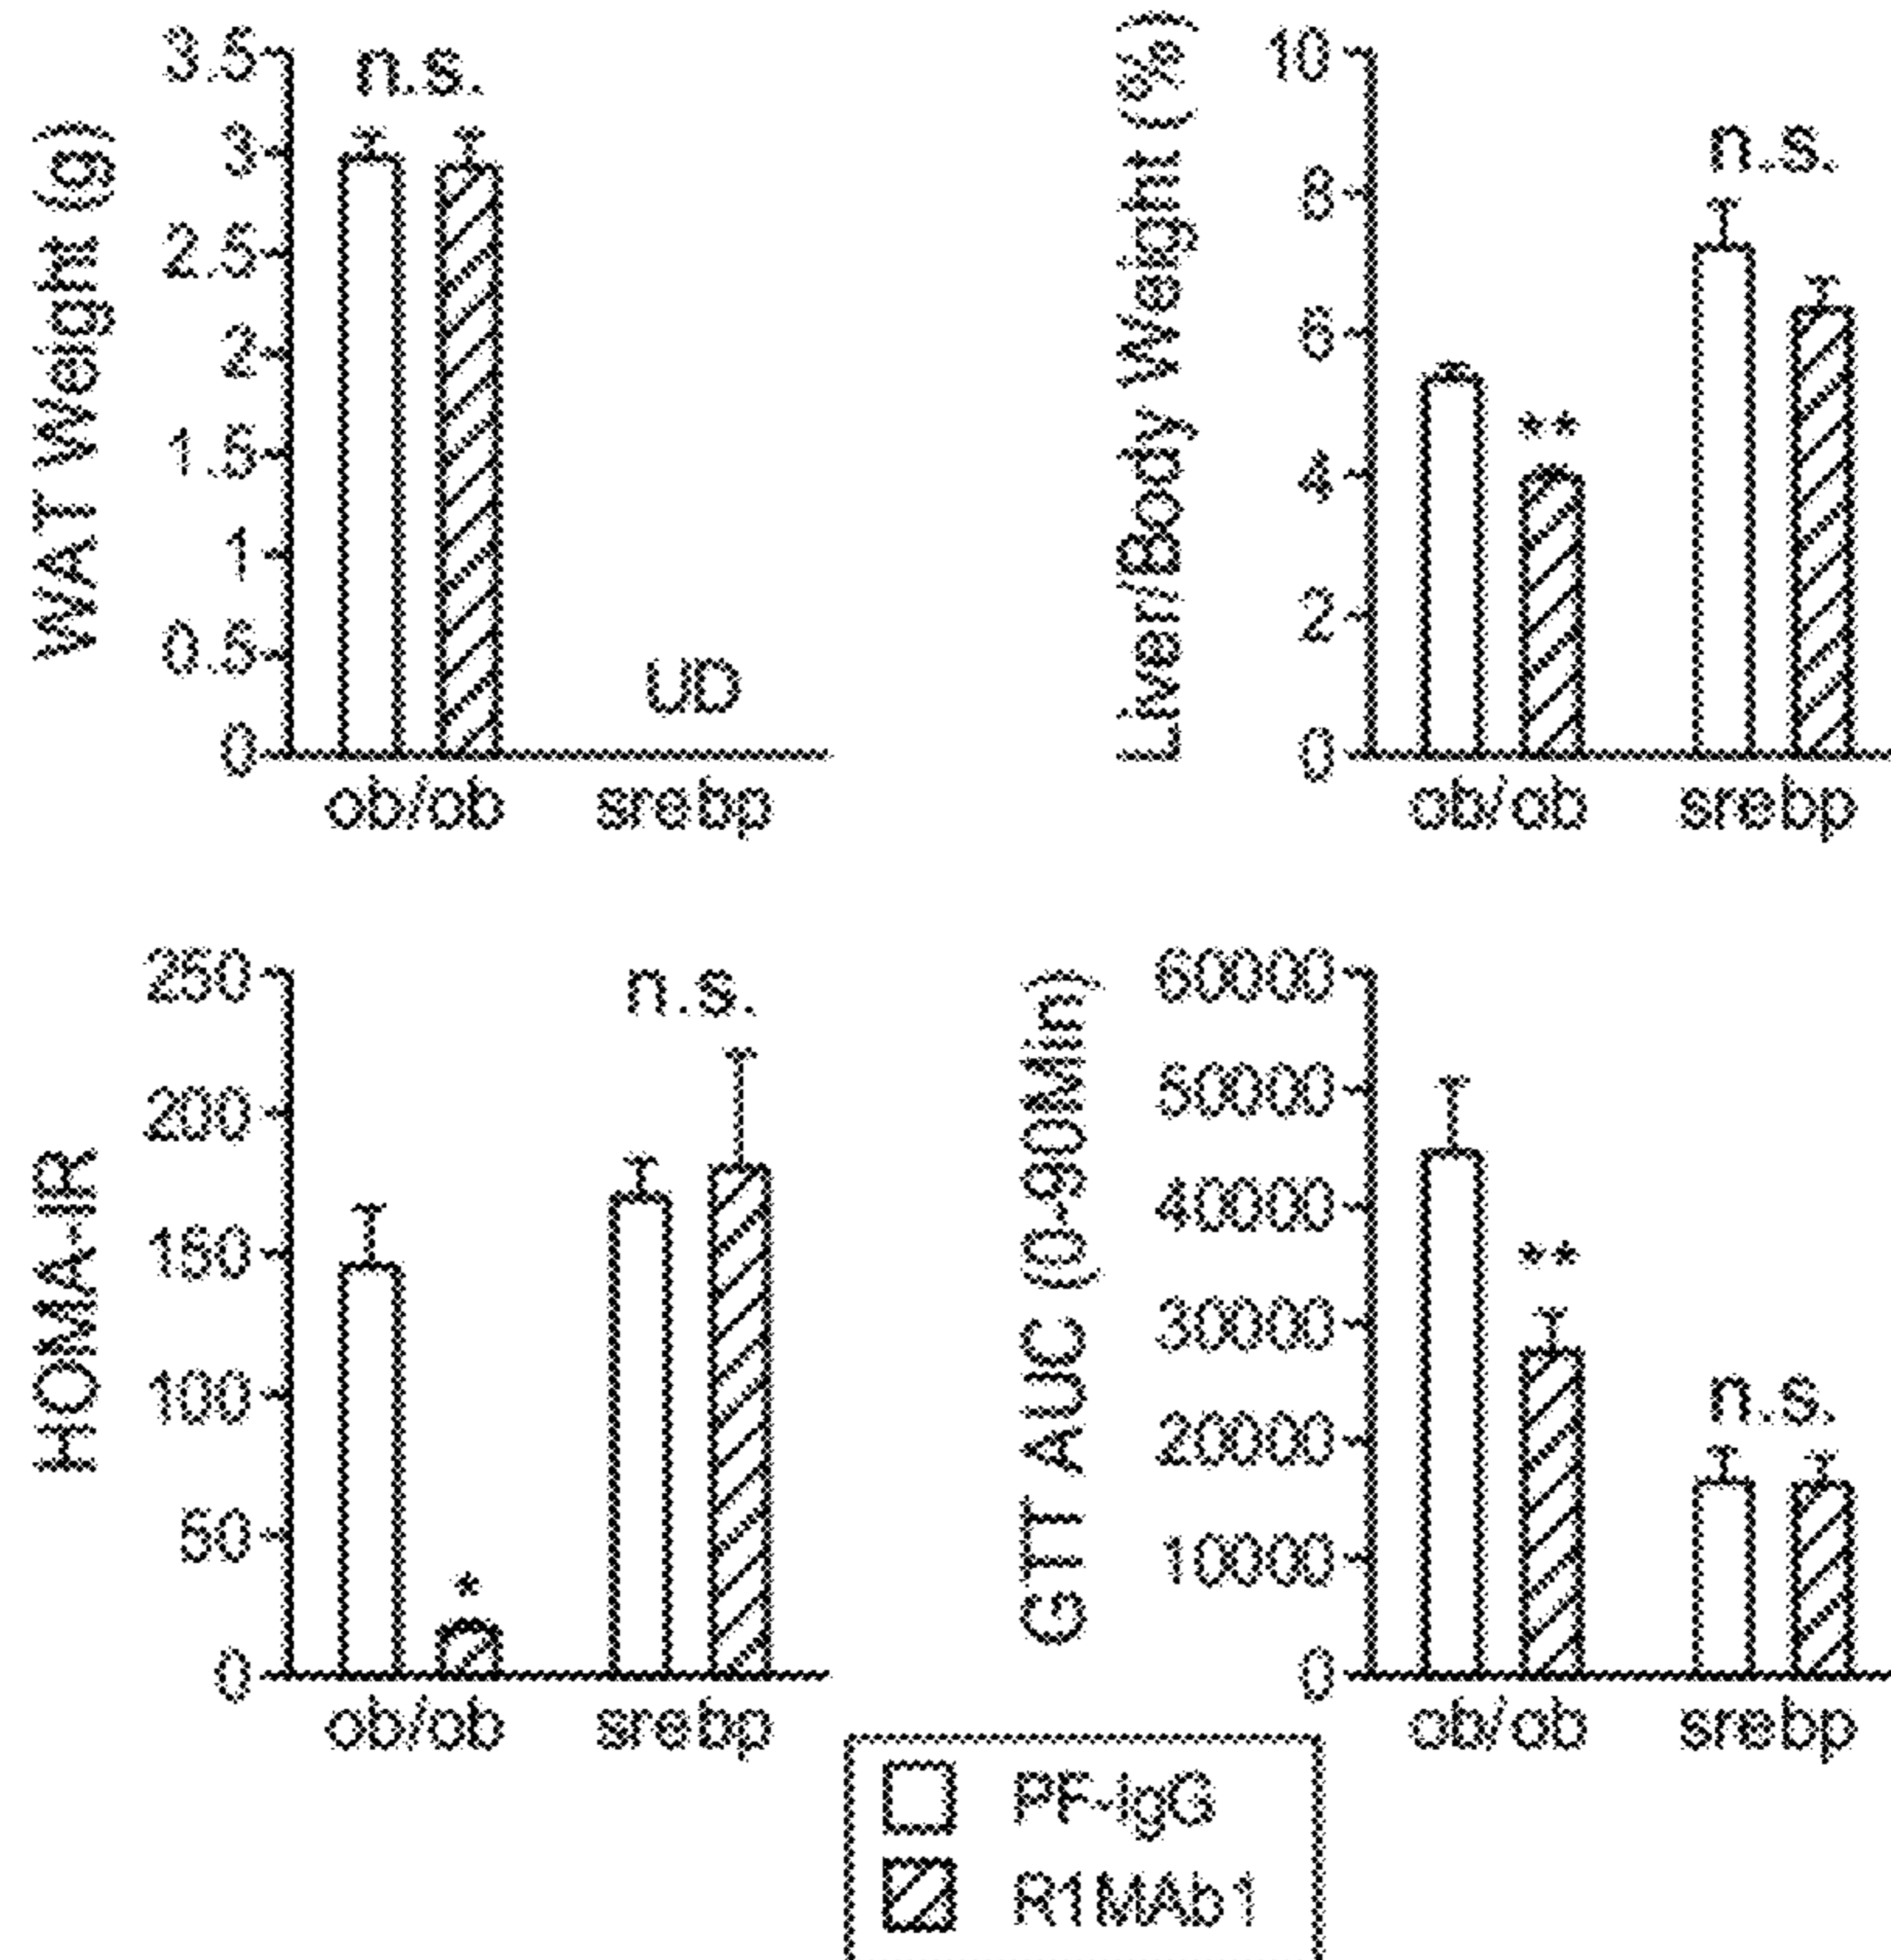 WAT Weight (g)
3.5
3
2.5
2
1.5
1
0.5
0
n.s.
UD
ob/ob srebp
Liver/Body Weight (%)
10
8
6
4
2
0
**
n.s.
ob/ob srebp
HOMA-IR
250
200
150
100
50
0
*
n.s.
ob/ob srebp
GTT AUC (0-90Min)
60000
50000
40000
30000
20000
10000
0
**
n.s.
ob/ob srebp
PF-IgG
R1MAb1